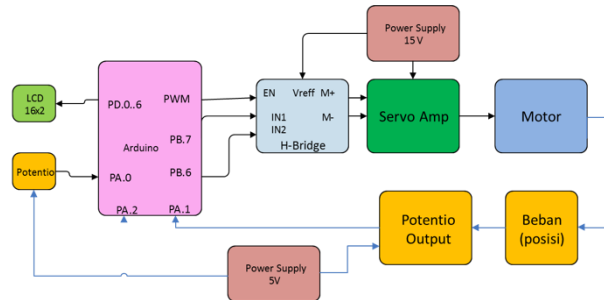 Power Supply
15 V
LCD
16x2
PD.0..6
PWM
Arduino
PB.7
PB.6
PA.0
PA.2
PA.1
EN
Vreff
M+
IN1
M-
IN2
H-Bridge
Servo Amp
Motor
Potentio
Potentio
Output
Beban
(posisi)
Power Supply
5V